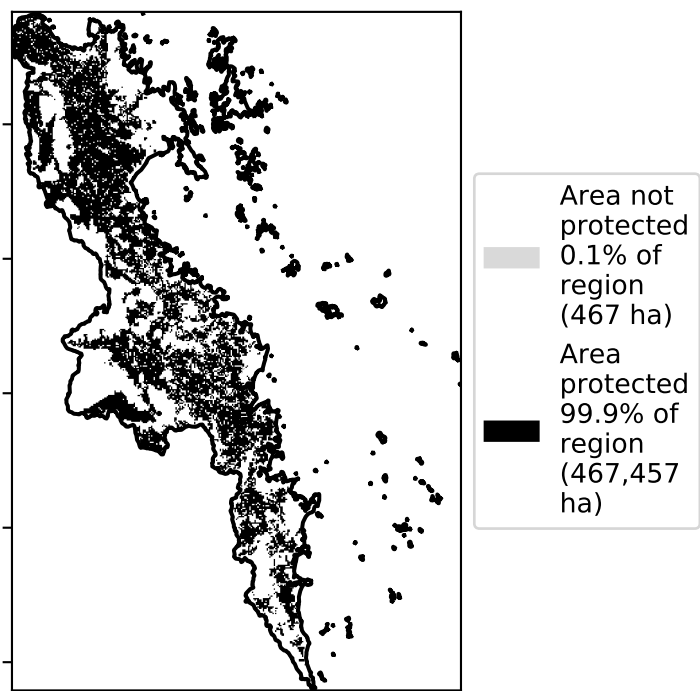 Area not
protected
0.1% of
region
(467 ha)
Area
protected
99.9% of
region
(467,457
ha)